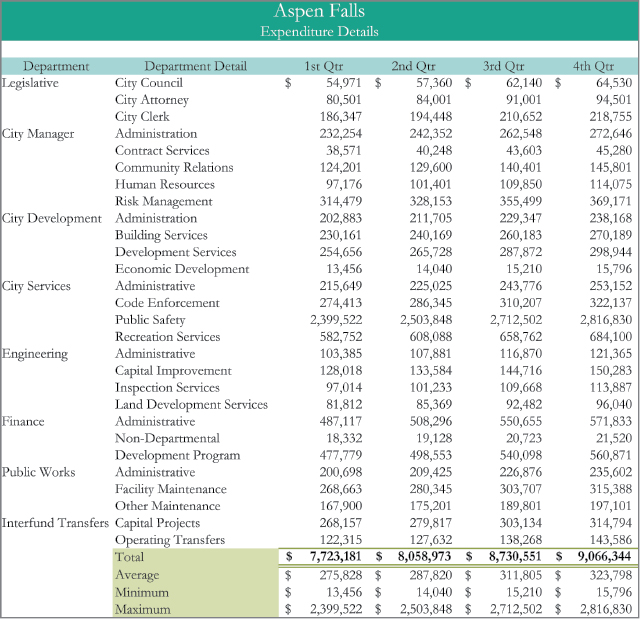 Aspen Falls
Expenditure Details
Department Department Detail 1st Qtr 2nd Qtr 3rd Qtr 4th Qtr
Legislative City Council $ 54,971 $ 57,360 $ 62,140 $ 64,530
City Attorney 80,501 84,001 91,001 94,501
City Clerk 186,347 194,448 210,652 218,755
City Manager Administration 232,254 242,352 262,548 272,646
Contract Services 38,571 40,248 43,603 45,280
Community Relations 124,201 129,600 140,401 145,801
Human Resources 97,176 101,401 109,850 114,075
Risk Management 314,479 328,153 355,499 369,171
City Development Administration 202,883 211,705 229,347 238,168
Building Services 230,161 240,169 260,183 270,189
Development Services 254,656 265,728 287,872 298,944
Economic Development 13,456 14,040 15,210 15,796
City Services Administrative 215,649 225,025 243,776 253,152
Code Enforcement 274,413 286,345 310,207 322,137
Public Safety 2,399,522 2,503,848 2,712,502 2,816,830
Recreation Services 582,752 608,088 658,762 684,100
Engineering Administrative 103,385 107,881 116,870 121,365
Capital Improvement 128,018 133,584 144,716 150,283
Inspection Services 97,014 101,233 109,668 113,887
Land Development Services 81,812 85,369 92,482 96,040
Finance Administrative 487,117 508,296 550,655 571,833
Non-Departmental 18,332 19,128 20,723 21,520
Development Program 477,779 498,553 540,098 560,871
Public Works Administrative 200,698 209,425 226,876 235,602
Facility Maintenance 268,663 280,345 303,707 315,388
Other Maintenance 167,900 175,201 189,801 197,101
Interfund Transfers Capital Projects 268,157 279,817 303,134 314,794
Operating Transfers 122,315 127,632 138,268 143,586
Total $ 7,723,181 $ 8,058,973 $ 8,730,551 $ 9,066,344
Average $ 275,828 $ 287,820 $ 311,805 $ 323,798
Minimum $ 13,456 $ 14,040 $ 15,210 $ 15,796
Maximum $ 2,399,522 $ 2,503,848 $ 2,712,502 $ 2,816,830